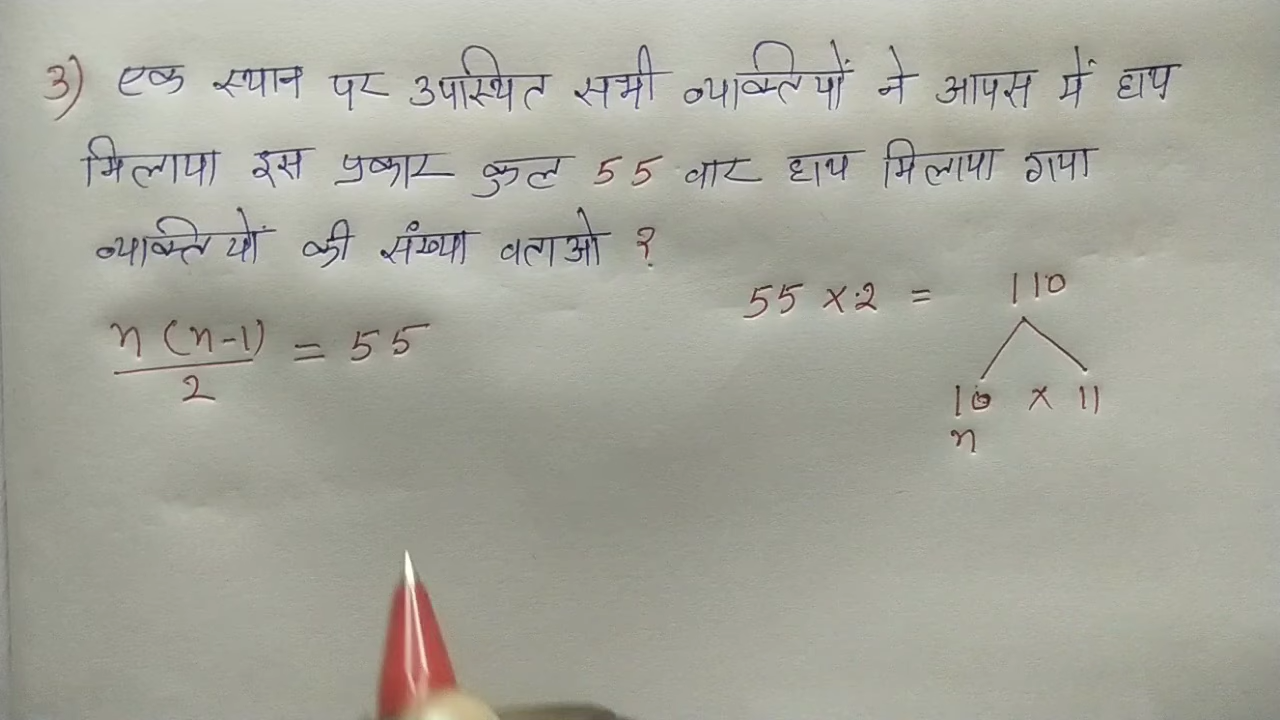 3) एक स्थान पर उपस्थित सभी व्यक्तियों ने आपस में हाथ
मिलाया इस प्रकार कुल 55 वार हाथ मिलाया गया
व्यक्तियों की संख्या वताओ ?
n (n-1) / 2 = 55
55 × 2 = 110
10 × 11
n